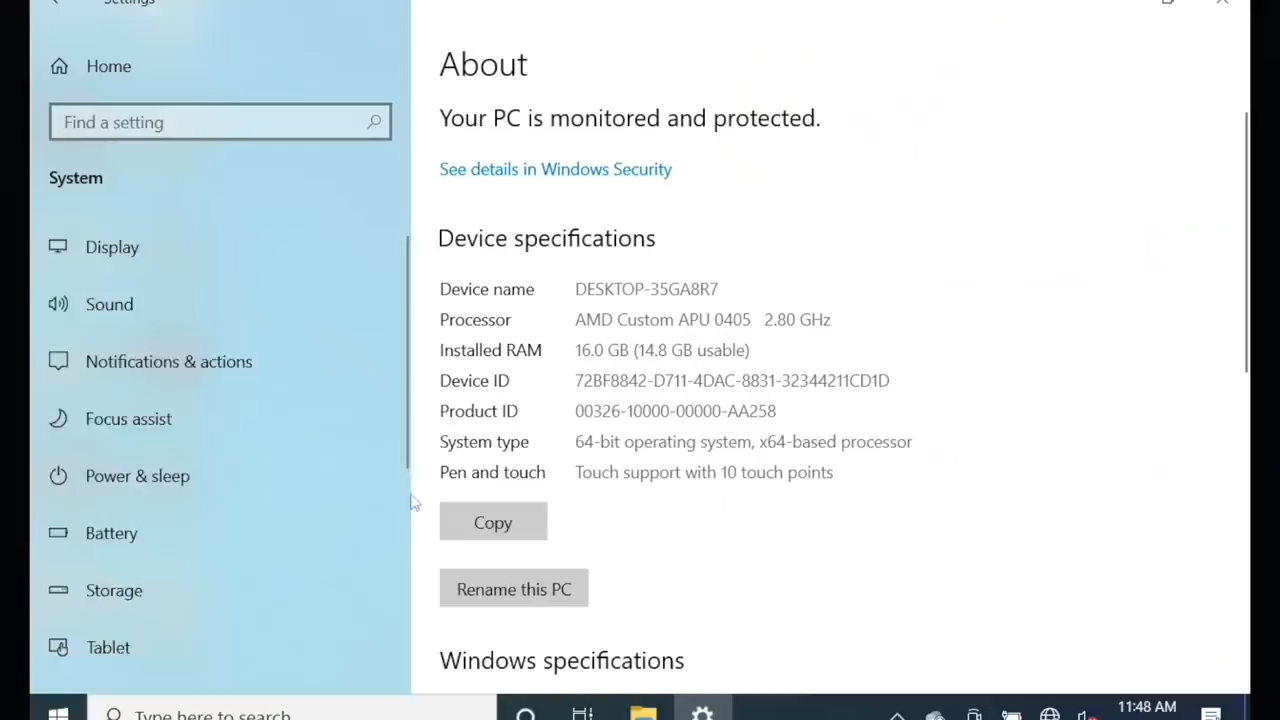 Settings
Home
Find a setting
System
Display
Sound
Notifications & actions
Focus assist
Power & sleep
Battery
Storage
Tablet
About
Your PC is monitored and protected.
See details in Windows Security
Device specifications
Device name DESKTOP-35GA8R7
Processor AMD Custom APU 0405 2.80 GHz
Installed RAM 16.0 GB (14.8 GB usable)
Device ID 72BF8842-D711-4DAC-8831-32344211CD1D
Product ID 00326-10000-00000-AA258
System type 64-bit operating system, x64-based processor
Pen and touch Touch support with 10 touch points
Copy
Rename this PC
Windows specifications
Type here to search
11:48 AM